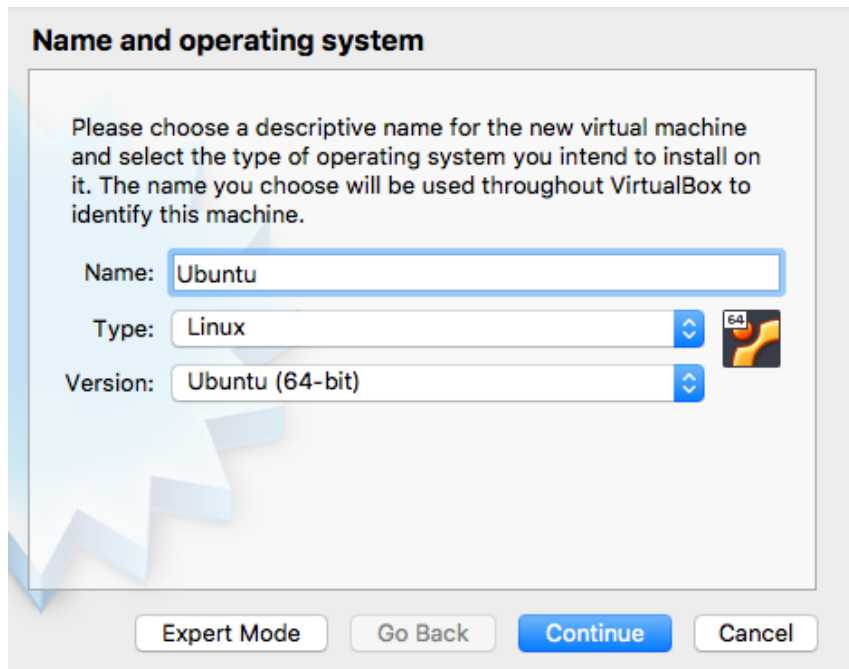 Name and operating system
Please choose a descriptive name for the new virtual machine
and select the type of operating system you intend to install on
it. The name you choose will be used throughout VirtualBox to
identify this machine.
Name: Ubuntu
Type: Linux
64
Version: Ubuntu (64-bit)
Expert Mode Go Back Continue Cancel